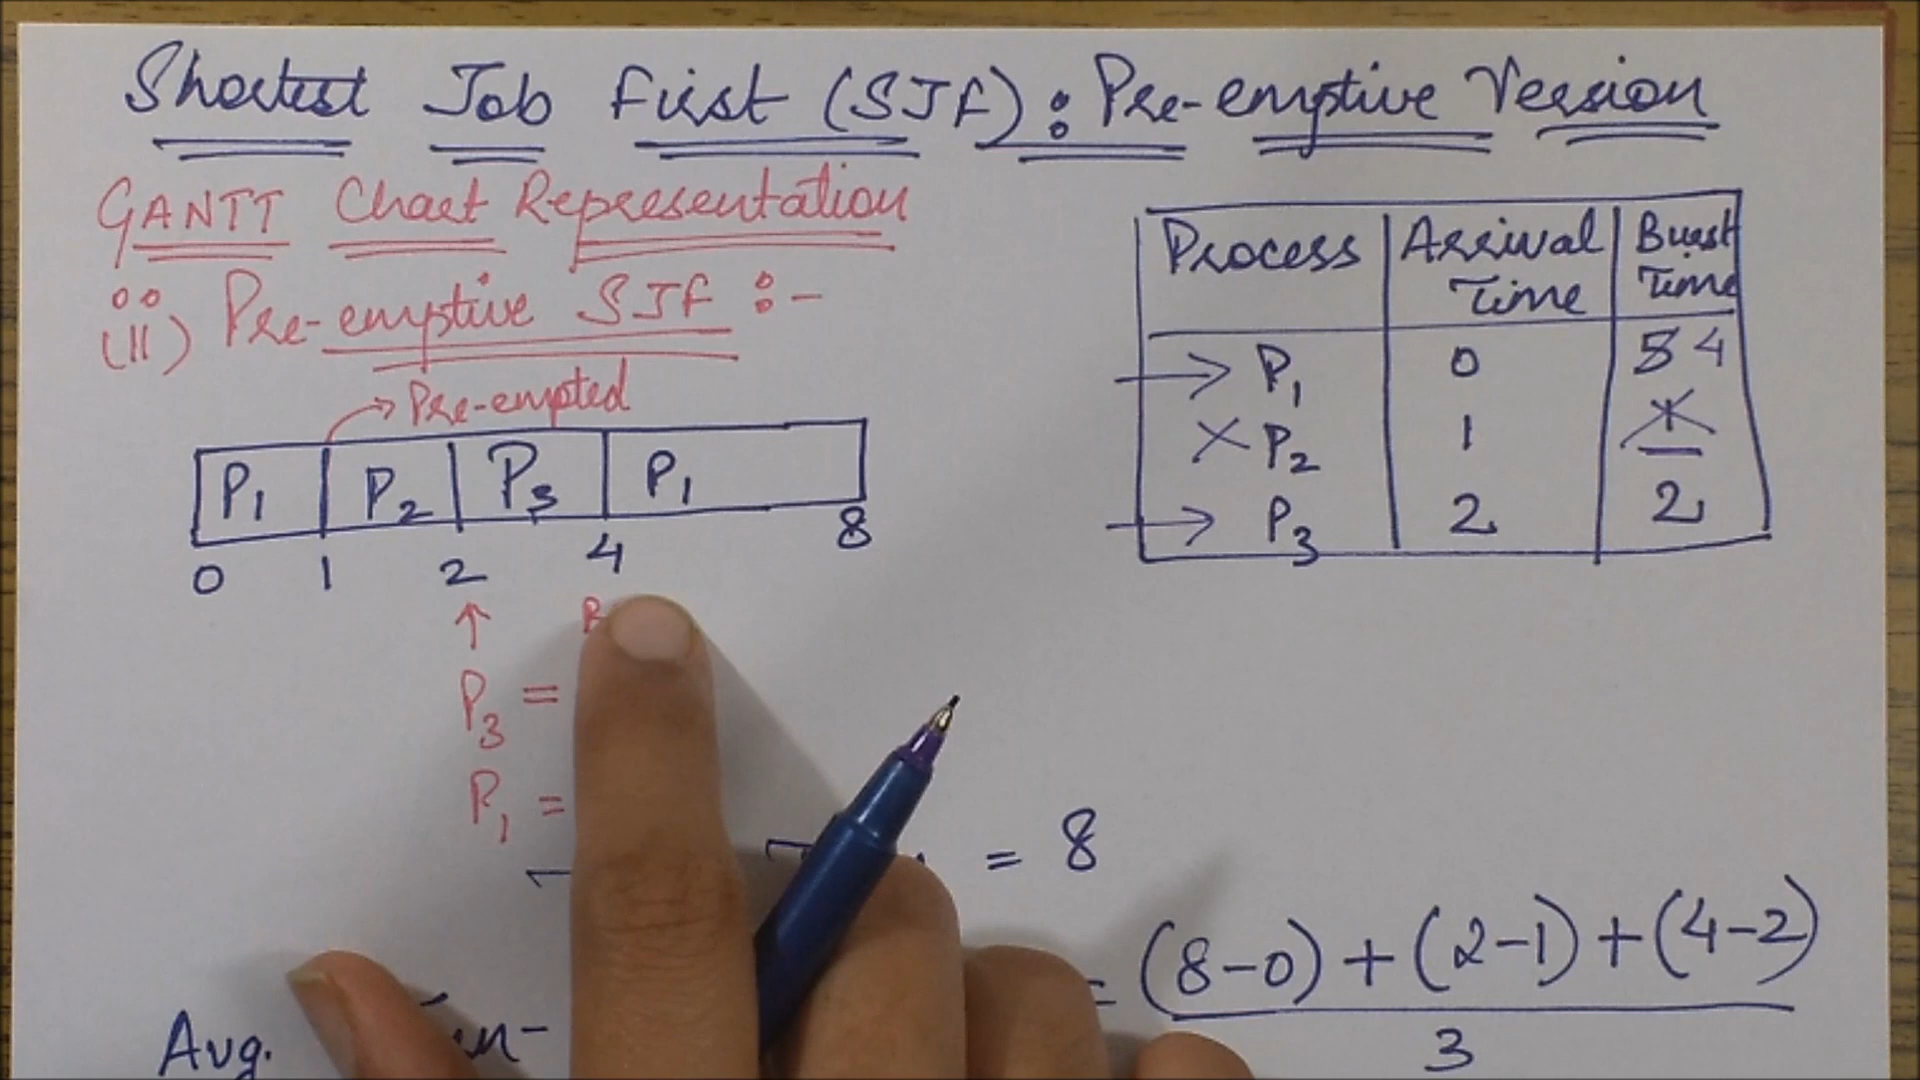 Shortest Job First (SJF): Pre-emptive Version
GANTT Chart Representation
(ii) Pre-emptive SJF :-
→ Pre-empted
P1 | P2 | P3 | P1
0 1 2 4 8
↑
P3 =
P1 =
= 8
= (8-0) + (2-1) + (4-2)
3
Avg.
Process | Arrival Time | Burst Time
→ P1 | 0 | 5 4
× P2 | 1 | 1
→ P3 | 2 | 2